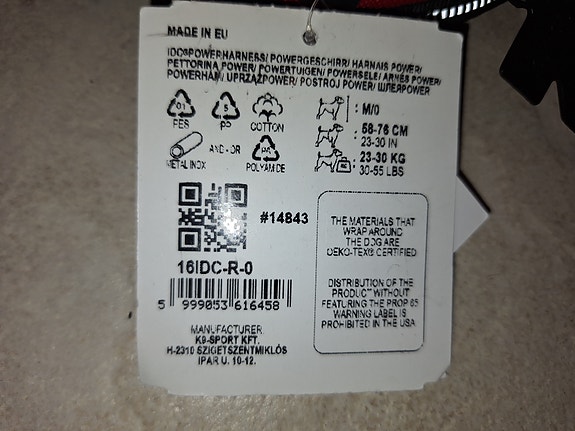 MADE IN EU
IDC®POWERHARNESS/ POWERGESCHIRR/ HARNAIS POWER/
PETTORINA POWER/ POWERTUIGEN/ POWERSELE/ ARNÉS POWER/
POWERHÁM/ UPRZĄŻPOWER/ POSTROJ POWER/ ШЛЕРPOWER
01
PES
5
PP
COTTON
: M/0
: 58-76 CM
23-30 IN
METAL INOX
AND - OR
PA
POLYAMIDE
: 23-30 KG
30-65 LBS
#14843
16IDC-R-0
5 999053 616458
MANUFACTURER:
K9-SPORT KFT.
H-2310 SZIGETSZENTMIKLÓS
IPAR U. 10-12.
THE MATERIALS THAT
WRAP AROUND
THE DOG ARE
OEKO-TEX® CERTIFIED
DISTRIBUTION OF THE
PRODUCT WITHOUT
FEATURING THE PROP 65
WARNING LABEL IS
PROHIBITED IN THE USA